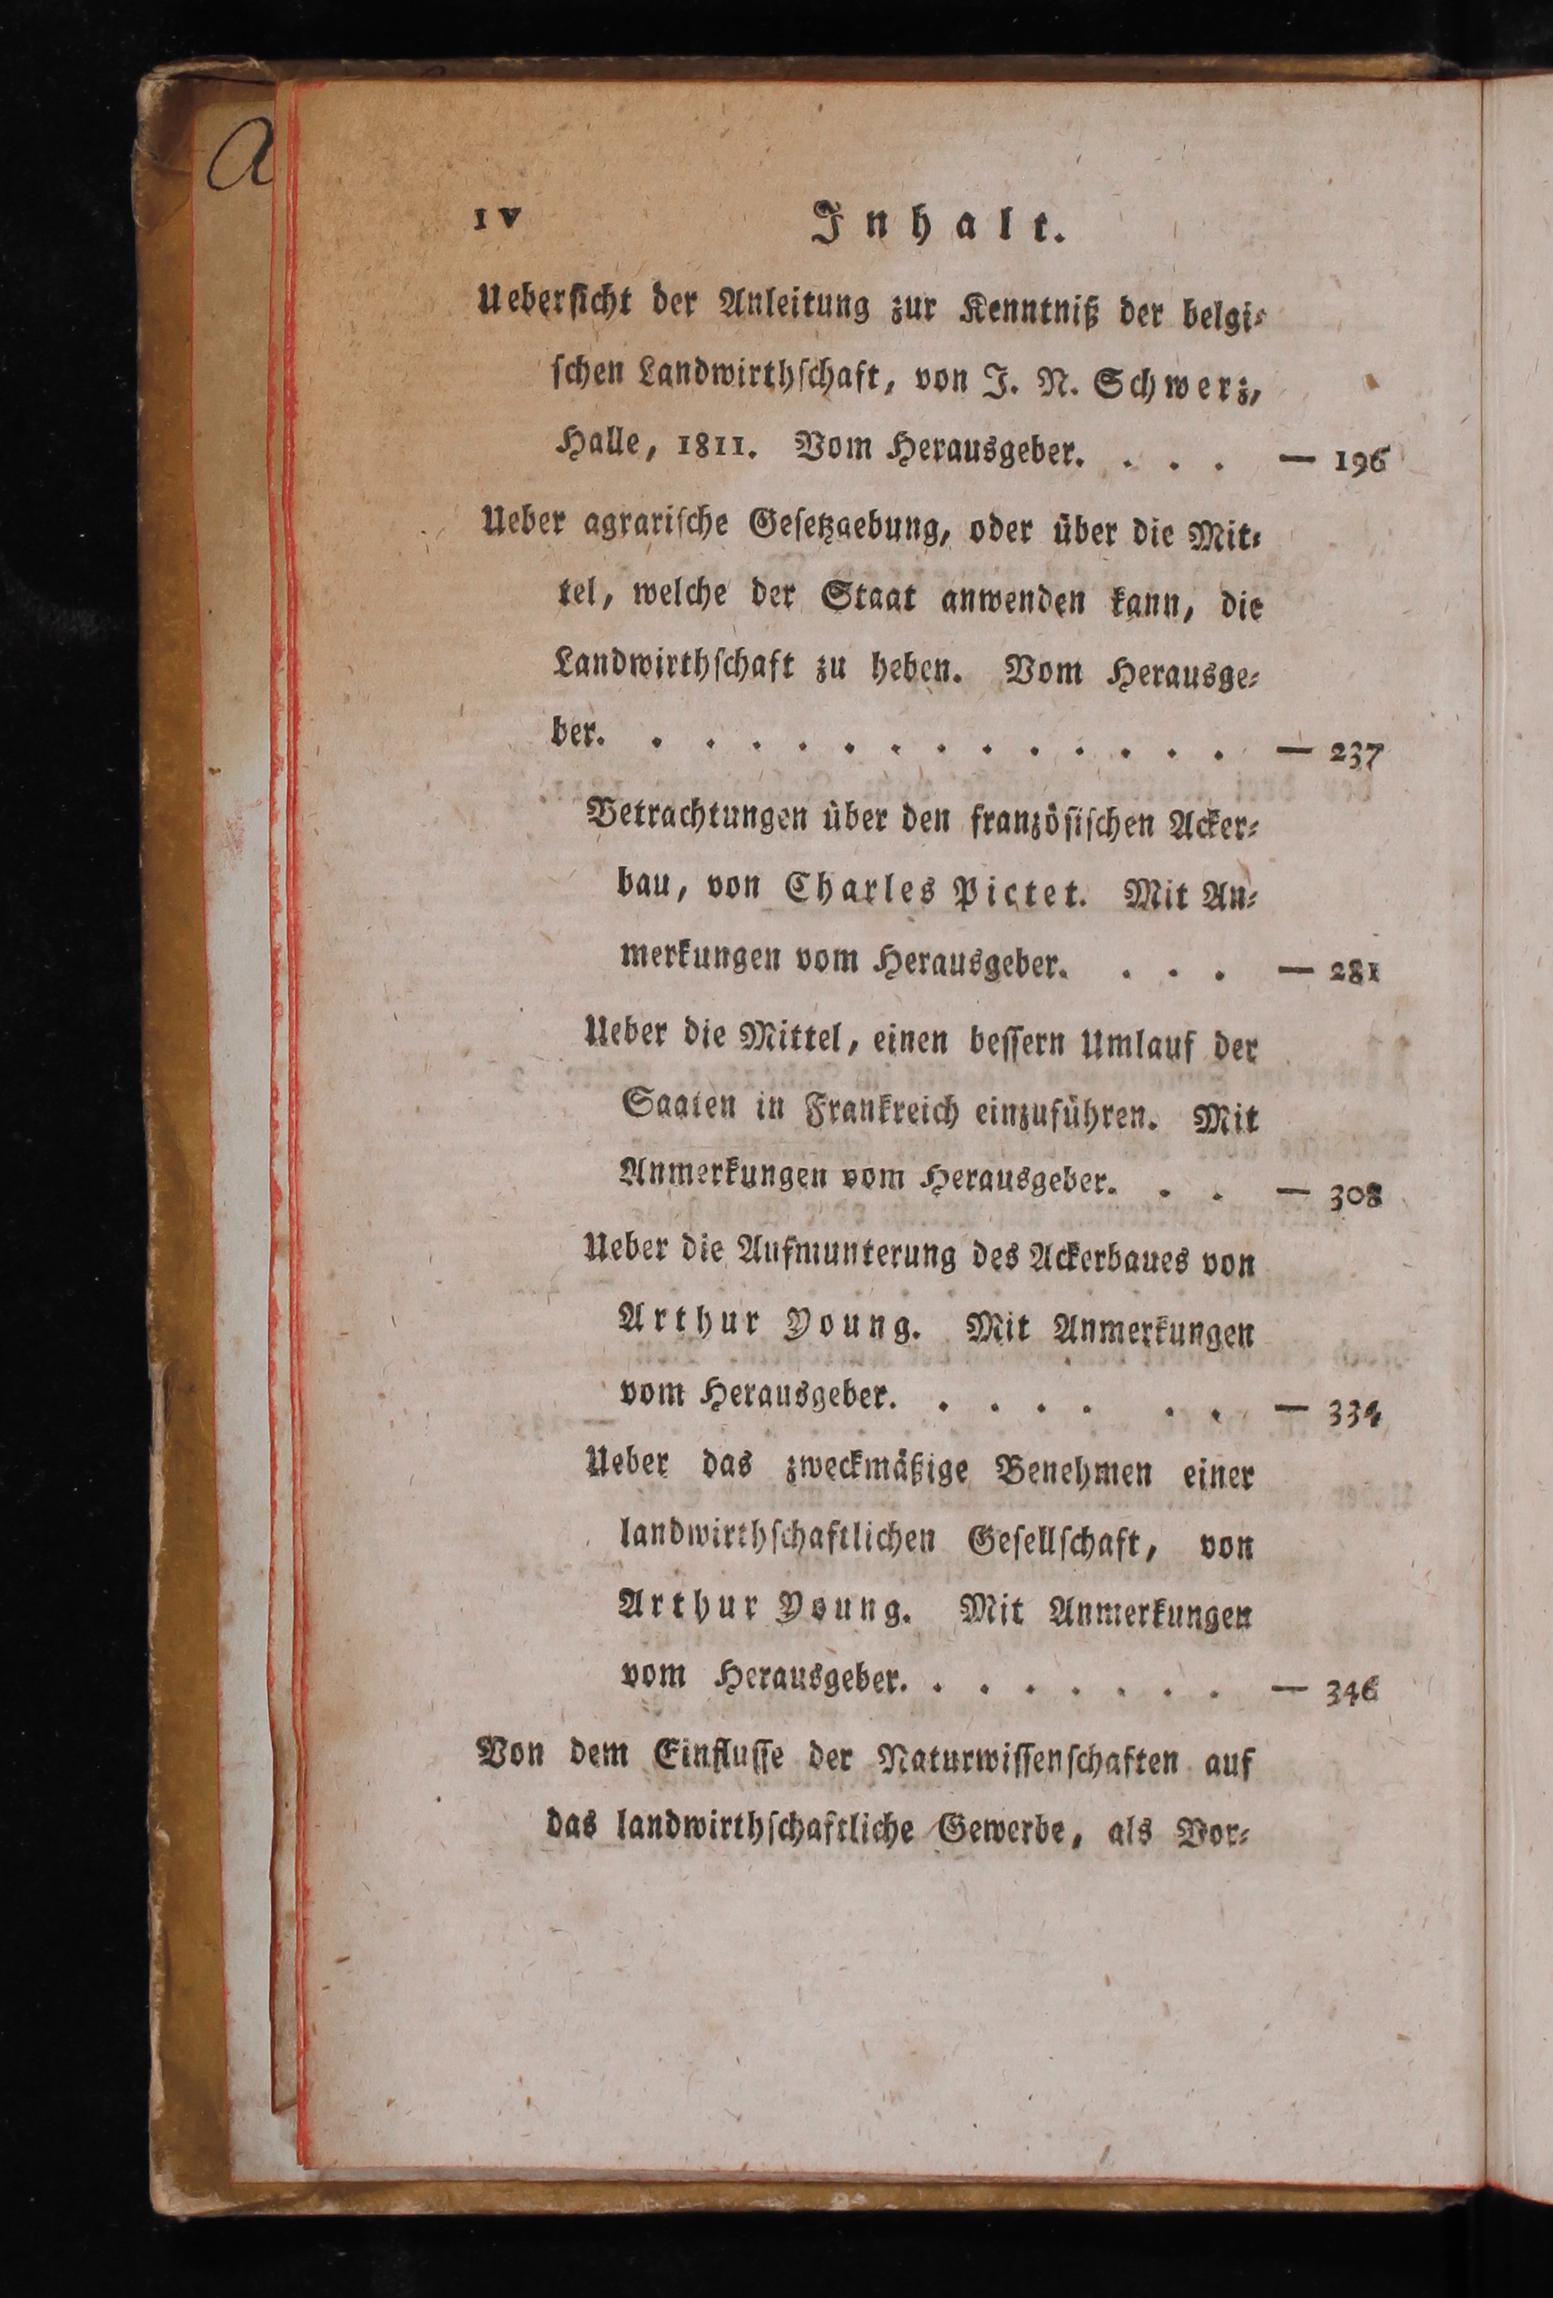 a
IV Inhalt.
Ueberſicht der Anleitung zur Kenntniß der belgi⸗
ſchen Landwirthſchaft, von J. N. Schwerz,
Halle, 1811. Vom Herausgeber. . . . — 196
Ueber agrariſche Geſetzgebung, oder über die Mit⸗
tel, welche der Staat anwenden kann, die
Landwirthſchaft zu heben. Vom Herausge⸗
ber. . . . . . . . . . . . . . — 237
Betrachtungen über den franzöſiſchen Acker⸗
bau, von Charles Pictet. Mit An⸗
merkungen vom Herausgeber. . . . — 281
Ueber die Mittel, einen beſſern Umlauf der
Saaten in Frankreich einzuführen. Mit
Anmerkungen vom Herausgeber. . . — 308
Ueber die Aufmunterung des Ackerbaues von
Arthur Young. Mit Anmerkungen
vom Herausgeber. . . . . . . — 334
Ueber das zweckmäßige Benehmen einer
landwirthſchaftlichen Geſellſchaft, von
Arthur Young. Mit Anmerkungen
vom Herausgeber. . . . . . . . — 346
Von dem Einfluſſe der Naturwiſſenſchaften auf
das landwirthſchaftliche Gewerbe, als Vor⸗